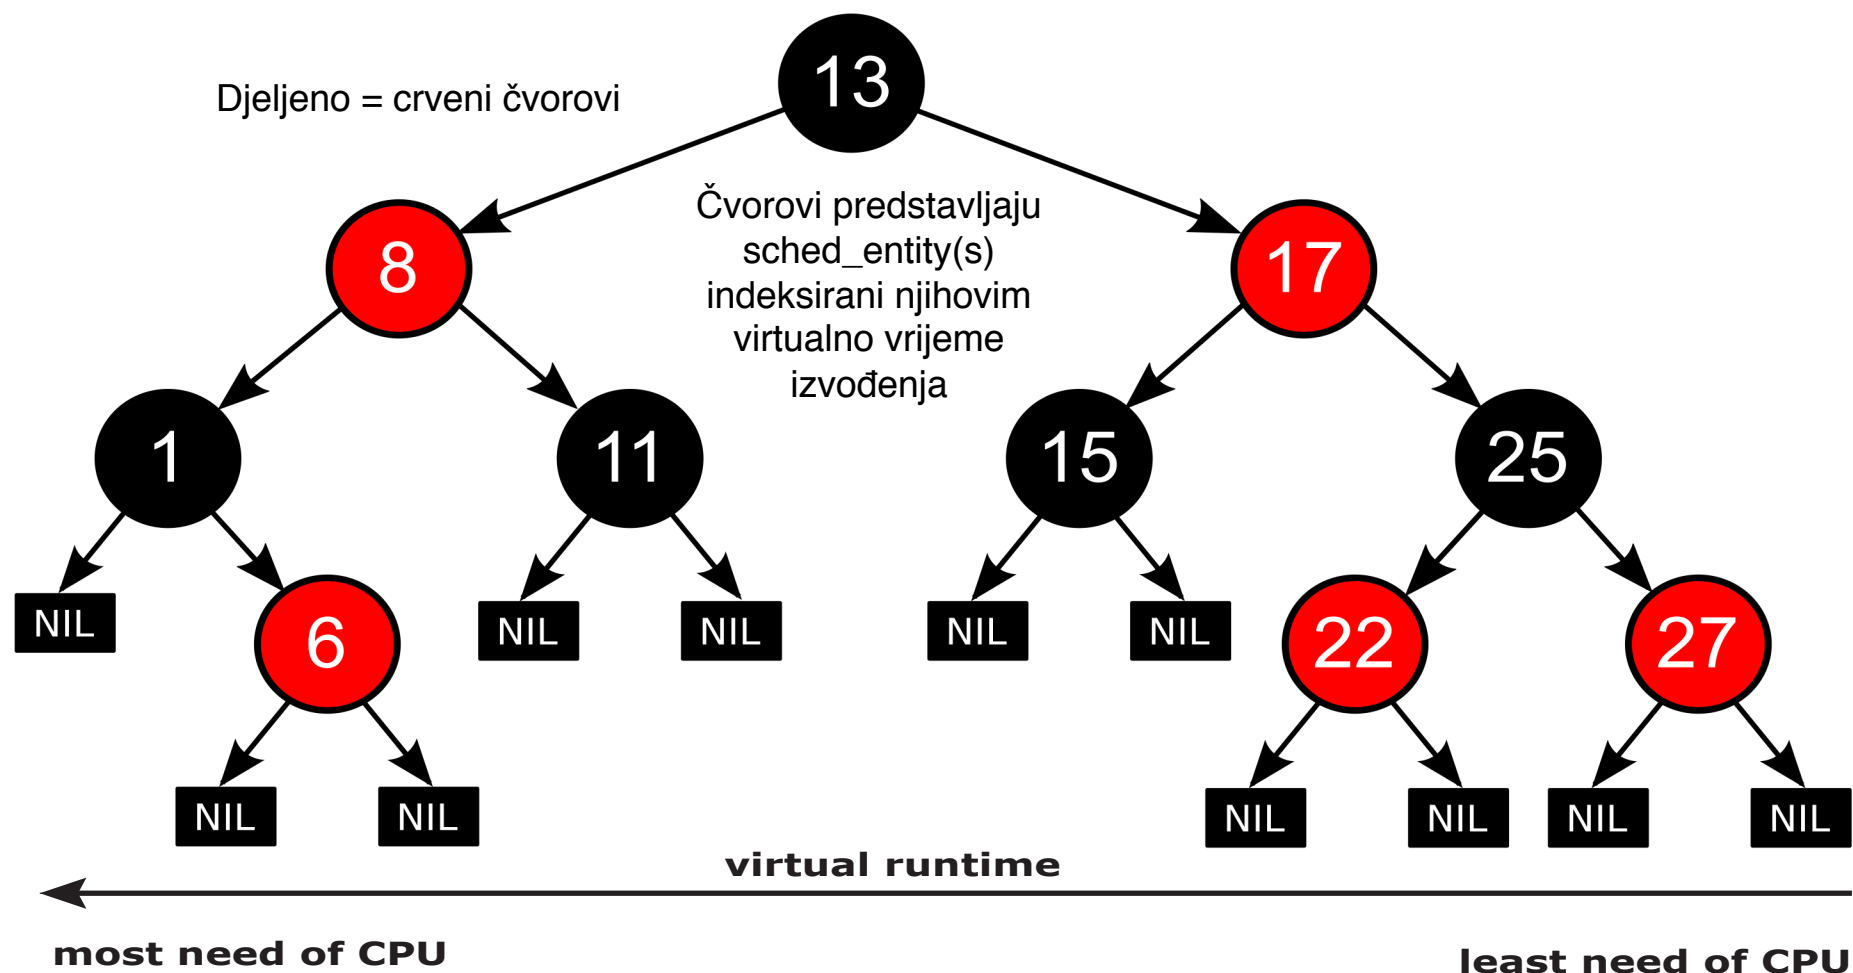 13
Djeljeno = crveni čvorovi
Čvorovi predstavljaju
sched_entity(s)
indeksirani njihovim
virtualno vrijeme
izvođenja
8
17
1
11
15
25
NIL
6
NIL
NIL
NIL
NIL
22
27
NIL
NIL
NIL
NIL
NIL
NIL
virtual runtime
most need of CPU
least need of CPU